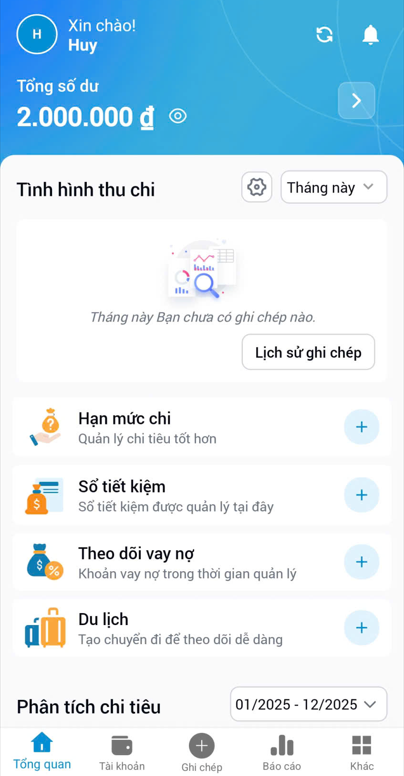 H
Xin chào!
Huy
Tổng số dư
2.000.000 ₫
Tình hình thu chi
Tháng này
Tháng này Bạn chưa có ghi chép nào.
Lịch sử ghi chép
Hạn mức chi
Quản lý chi tiêu tốt hơn
Sổ tiết kiệm
Sổ tiết kiệm được quản lý tại đây
Theo dõi vay nợ
Khoản vay nợ trong thời gian quản lý
Du lịch
Tạo chuyến đi để theo dõi dễ dàng
Phân tích chi tiêu
01/2025 - 12/2025
Tổng quan
Tài khoản
Ghi chép
Báo cáo
Khác